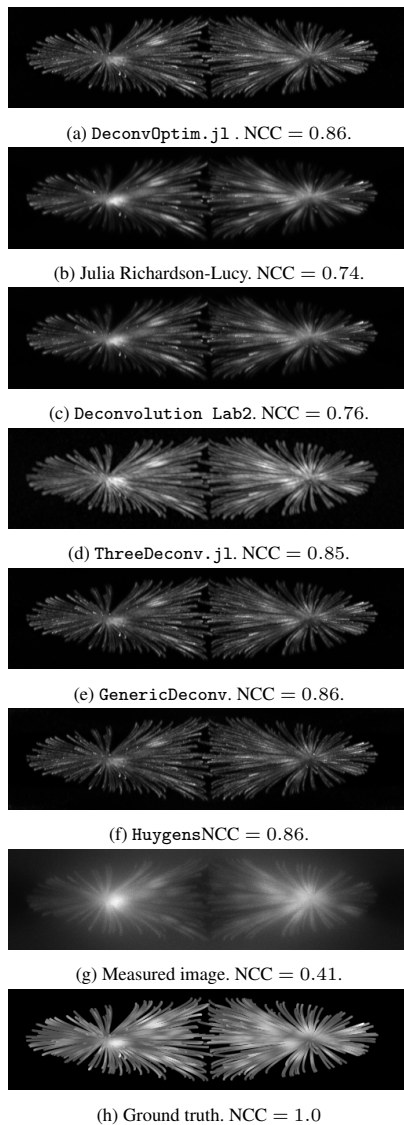 (a) DeconvOptim.jl . NCC = 0.86.
(b) Julia Richardson-Lucy. NCC = 0.74.
(c) Deconvolution Lab2. NCC = 0.76.
(d) ThreeDeconv.jl. NCC = 0.85.
(e) GenericDeconv. NCC = 0.86.
(f) HuygensNCC = 0.86.
(g) Measured image. NCC = 0.41.
(h) Ground truth. NCC = 1.0